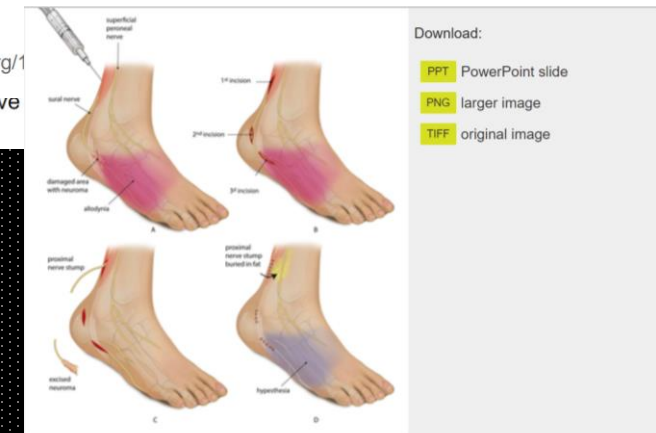 rg/1
ve
superficial
peroneal
nerve
sural nerve
damaged area
with neuroma
allodynia
A
1st incision
2nd incision
3rd incision
B
proximal
nerve stump
excised
neuroma
C
proximal
nerve stump
buried in fat
hypesthesia
D
Download:
PPT PowerPoint slide
PNG larger image
TIFF original image